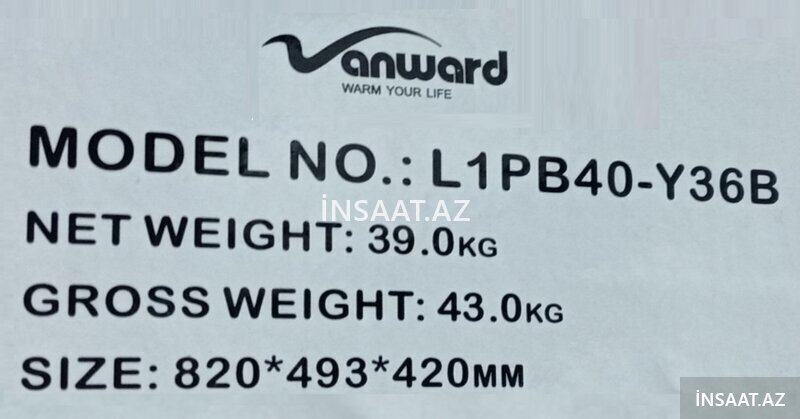 Vanward
WARM YOUR LIFE
MODEL NO.: L1PB40-Y36B
İNSAAT.AZ
NET WEIGHT: 39.0KG
GROSS WEIGHT: 43.0KG
SIZE: 820*493*420MM
İNSAAT.AZ